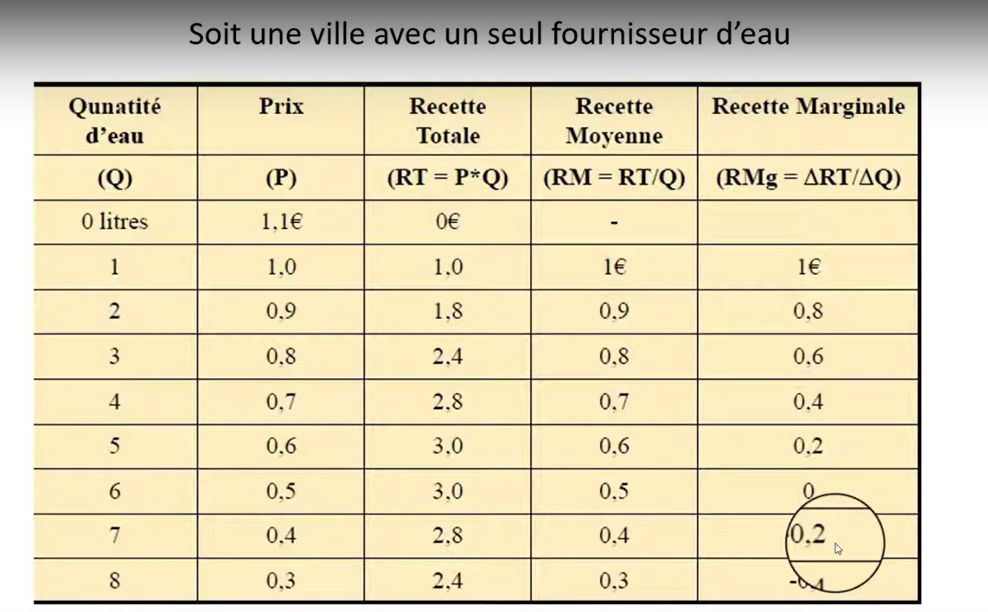 Soit une ville avec un seul fournisseur d'eau
Qunatité d'eau Prix Recette Totale Recette Moyenne Recette Marginale
(Q) (P) (RT = P*Q) (RM = RT/Q) (RMg = ΔRT/ΔQ)
0 litres 1,1€ 0€ -
1 1,0 1,0 1€ 1€
2 0,9 1,8 0,9 0,8
3 0,8 2,4 0,8 0,6
4 0,7 2,8 0,7 0,4
5 0,6 3,0 0,6 0,2
6 0,5 3,0 0,5 0
7 0,4 2,8 0,4 0,2
8 0,3 2,4 0,3